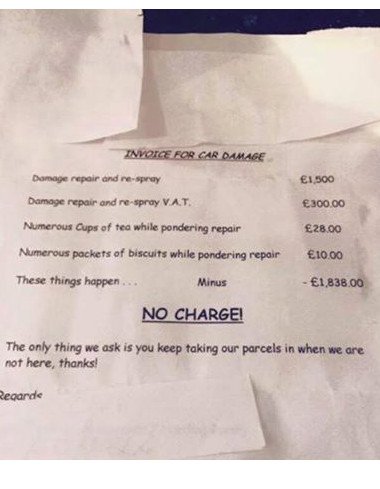 INVOICE FOR CAR DAMAGE
Damage repair and re-spray £1,500
Damage repair and re-spray V.A.T. £300.00
Numerous Cups of tea while pondering repair £28.00
Numerous packets of biscuits while pondering repair £10.00
These things happen . . . Minus - £1,838.00
NO CHARGE!
The only thing we ask is you keep taking our parcels in when we are
not here, thanks!
Regards